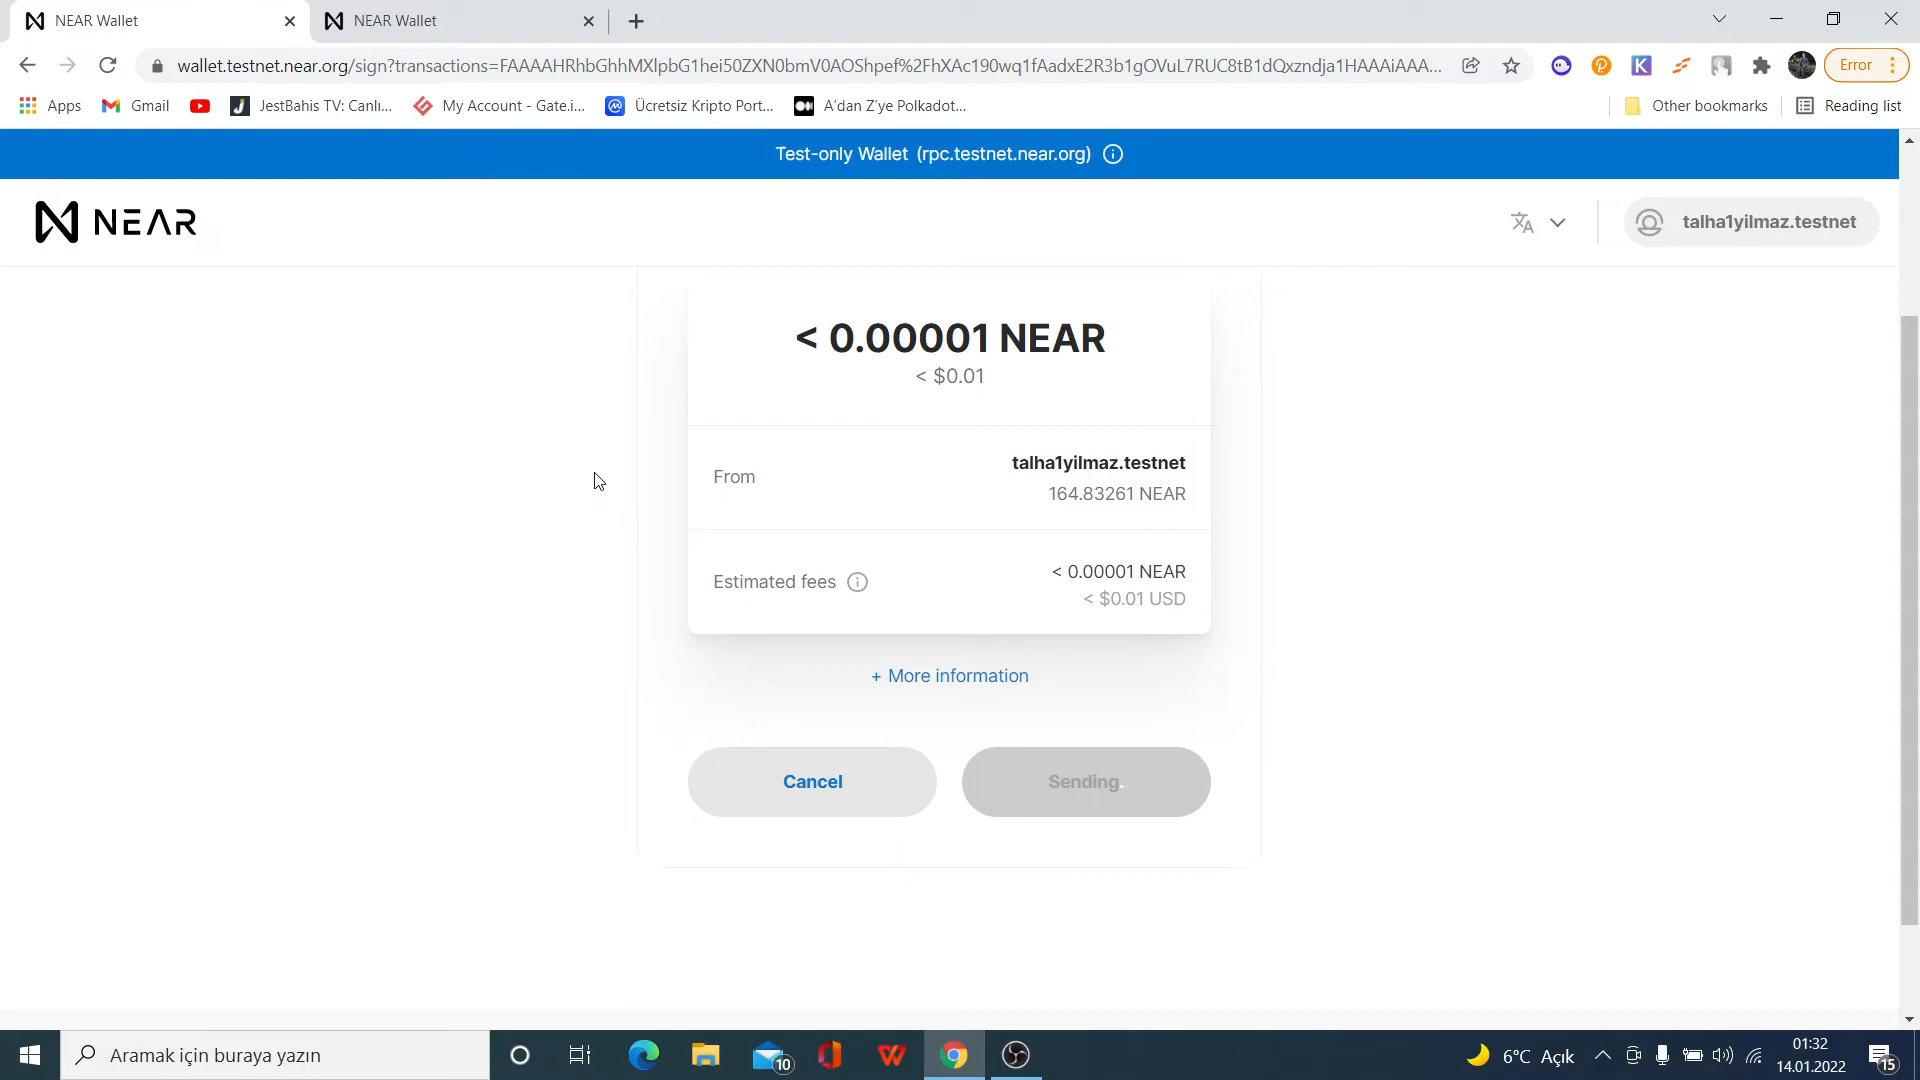 NEAR Wallet
NEAR Wallet
wallet.testnet.near.org/sign?transactions=FAAAAHRhbGhhMXlpbG1hei50ZXN0bmV0AOShpef%2FhXAc190wq1fAadxE2R3b1gOVuL7RUC8tB1dQxzndja1HAAAiAAA...
Error
Apps
Gmail
JestBahis TV: Canlı...
My Account - Gate.i...
Ücretsiz Kripto Port...
A'dan Z'ye Polkadot...
Other bookmarks
Reading list
Test-only Wallet (rpc.testnet.near.org)
NEAR
talha1yilmaz.testnet
< 0.00001 NEAR
< $0.01
From
talha1yilmaz.testnet
164.83261 NEAR
Estimated fees
< 0.00001 NEAR
< $0.01 USD
+ More information
Cancel
Sending.
Aramak için buraya yazın
10
6°C Açık
01:32
14.01.2022
15